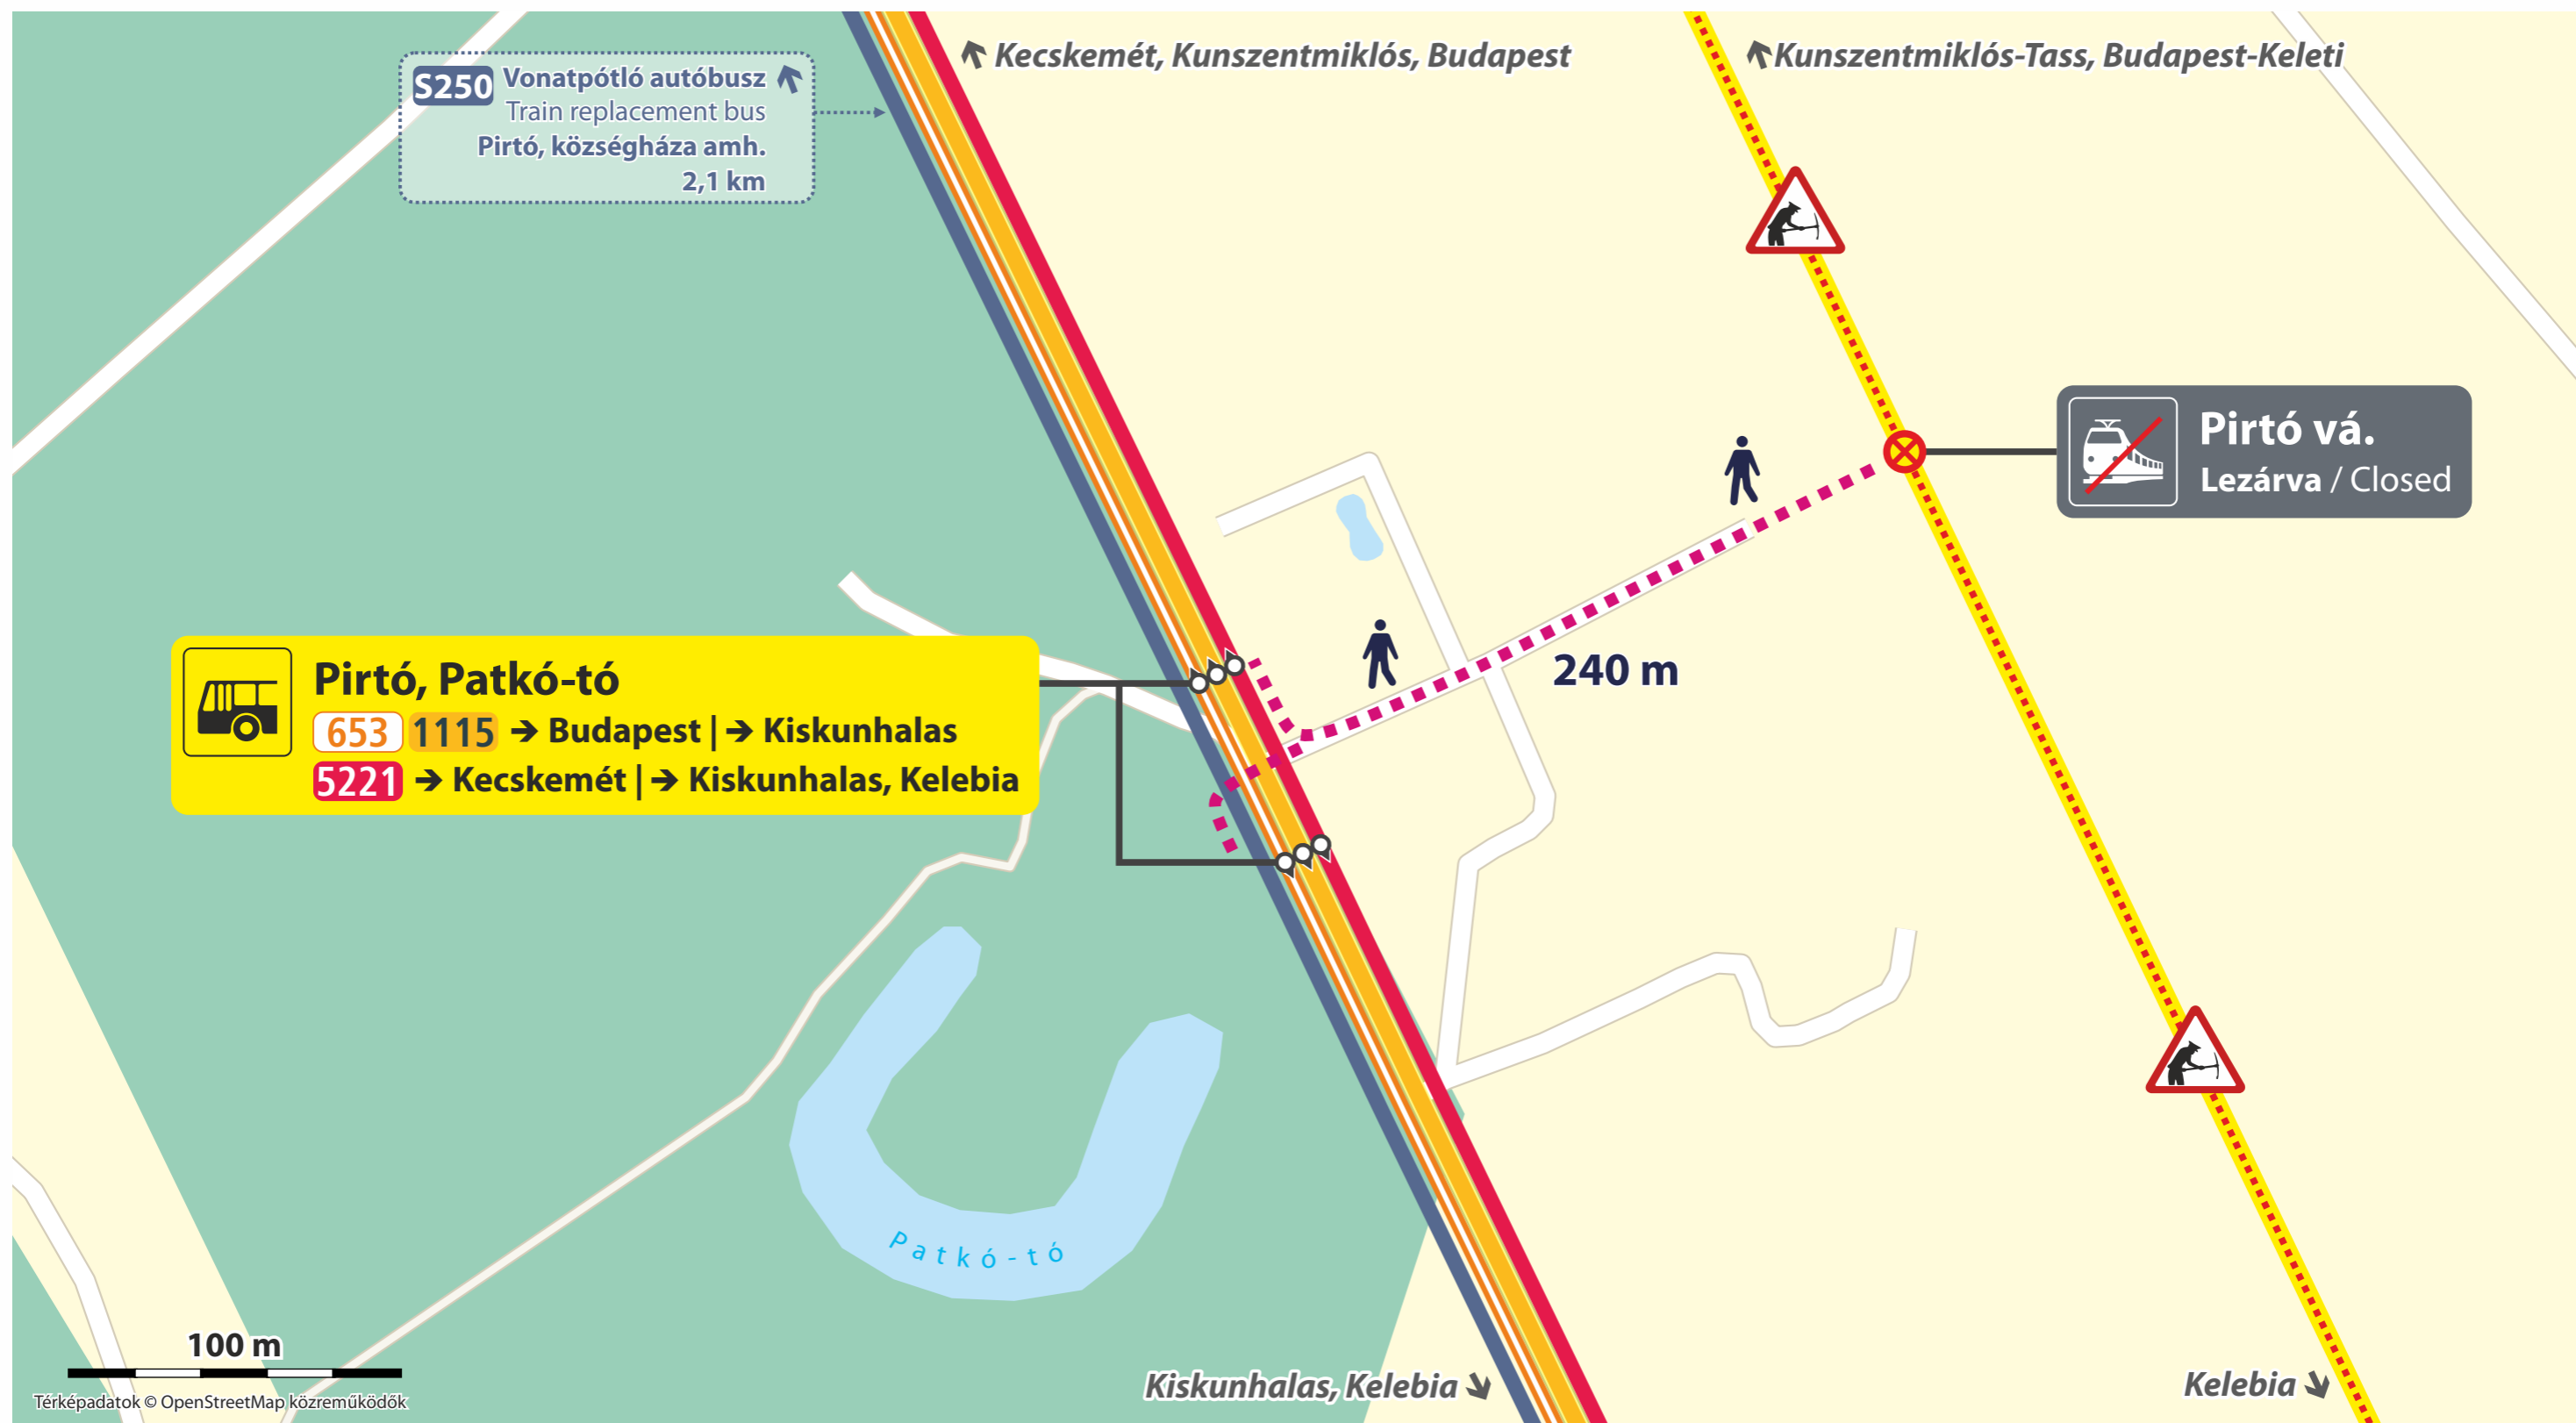 S250 Vonatpótló autóbusz
Train replacement bus
Pirtó, községháza amh.
2,1 km
Kecskemét, Kunszentmiklós, Budapest
Kunszentmiklós-Tass, Budapest-Keleti
Pirtó vá.
Lezárva / Closed
240 m
Pirtó, Patkó-tó
653 1115 ➔ Budapest | ➔ Kiskunhalas
5221 ➔ Kecskemét | ➔ Kiskunhalas, Kelebia
Patkó-tó
100 m
Térképadatok © OpenStreetMap közreműködők
Kiskunhalas, Kelebia
Kelebia